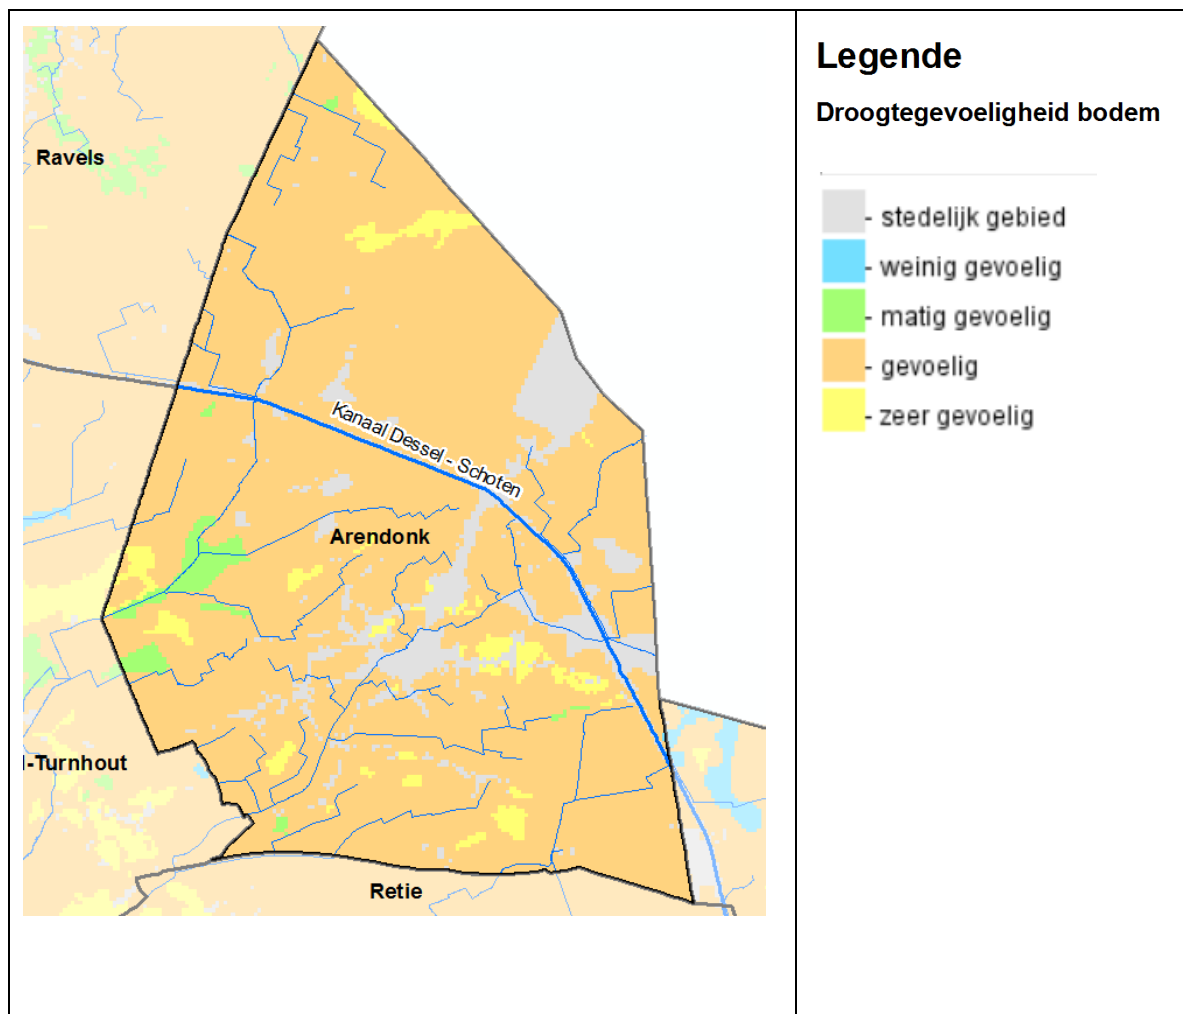 Legende
Droogtegevoeligheid bodem
- stedelijk gebied
- weinig gevoelig
- matig gevoelig
- gevoelig
- zeer gevoelig
Ravels
Kanaal Dessel - Schoten
Arendonk
l-Turnhout
Retie